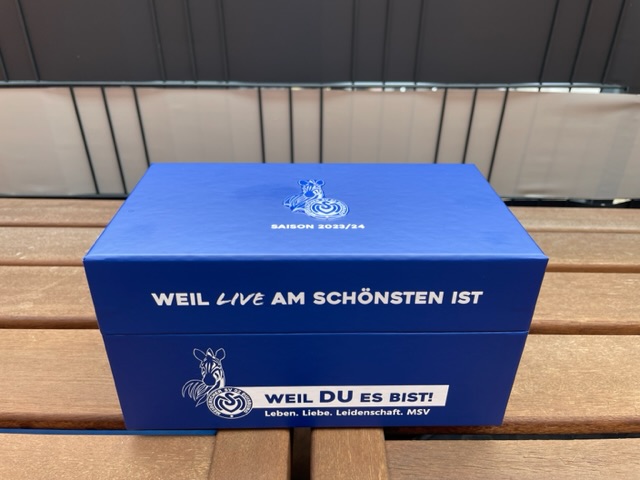 SAISON 2023/24
WEIL LIVE AM SCHÖNSTEN IST
WEIL DU ES BIST!
Leben. Liebe. Leidenschaft. MSV